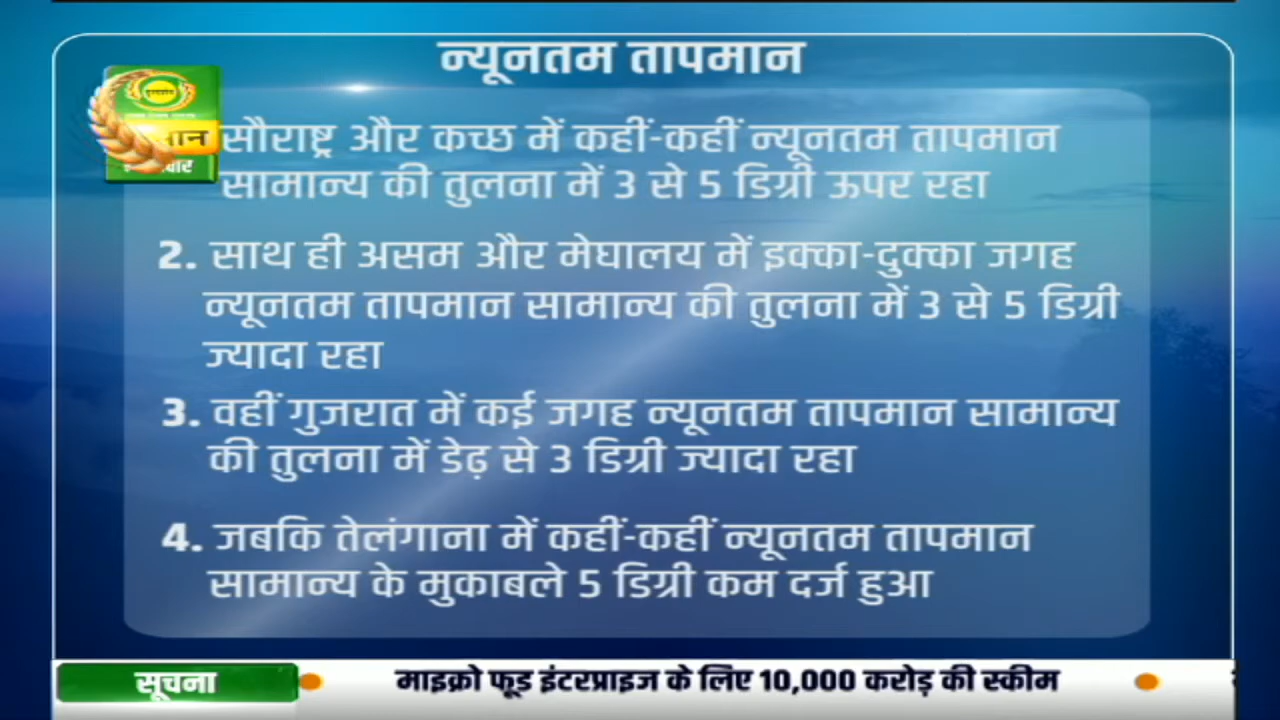 न्यूनतम तापमान
सौराष्ट्र और कच्छ में कहीं-कहीं न्यूनतम तापमान
सामान्य की तुलना में 3 से 5 डिग्री ऊपर रहा
2. साथ ही असम और मेघालय में इक्का-दुक्का जगह
न्यूनतम तापमान सामान्य की तुलना में 3 से 5 डिग्री
ज्यादा रहा
3. वहीं गुजरात में कई जगह न्यूनतम तापमान सामान्य
की तुलना में डेढ़ से 3 डिग्री ज्यादा रहा
4. जबकि तेलंगाना में कहीं-कहीं न्यूनतम तापमान
सामान्य के मुकाबले 5 डिग्री कम दर्ज हुआ
सूचना
माइक्रो फूड इंटरप्राइज के लिए 10,000 करोड़ की स्कीम